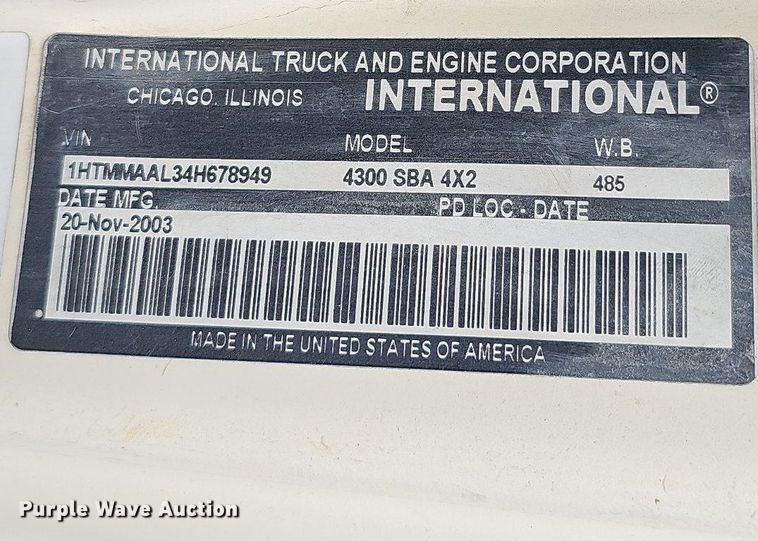 INTERNATIONAL TRUCK AND ENGINE CORPORATION
CHICAGO, ILLINOIS INTERNATIONAL®
VIN MODEL W.B.
1HTMMAAL34H678949 4300 SBA 4X2 485
DATE MFG. PD LOC - DATE
20-Nov-2003
MADE IN THE UNITED STATES OF AMERICA
Purple Wave Auction